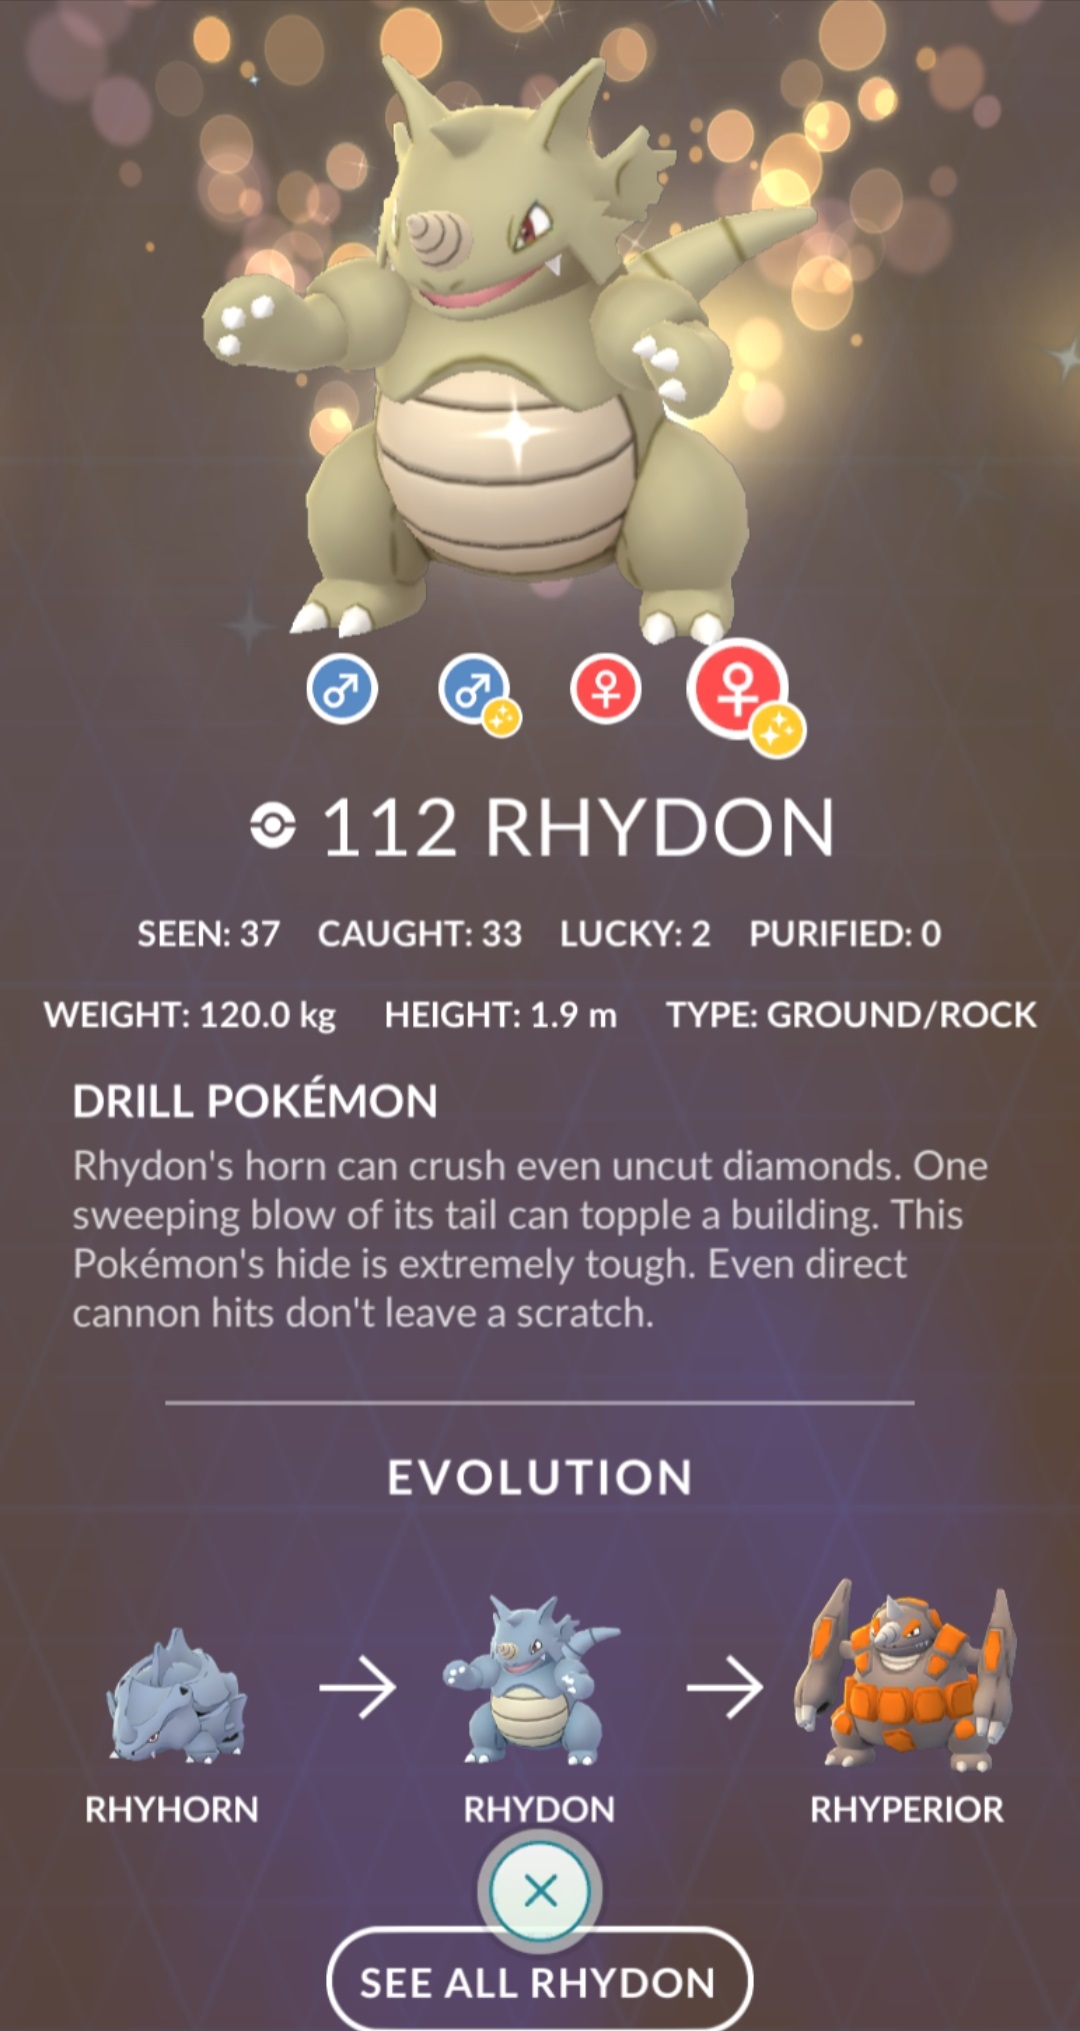 112 RHYDON
SEEN: 37 CAUGHT: 33 LUCKY: 2 PURIFIED: 0
WEIGHT: 120.0 kg HEIGHT: 1.9 m TYPE: GROUND/ROCK
DRILL POKÉMON
Rhydon's horn can crush even uncut diamonds. One
sweeping blow of its tail can topple a building. This
Pokémon's hide is extremely tough. Even direct
cannon hits don't leave a scratch.
EVOLUTION
RHYHORN RHYDON RHYPERIOR
SEE ALL RHYDON